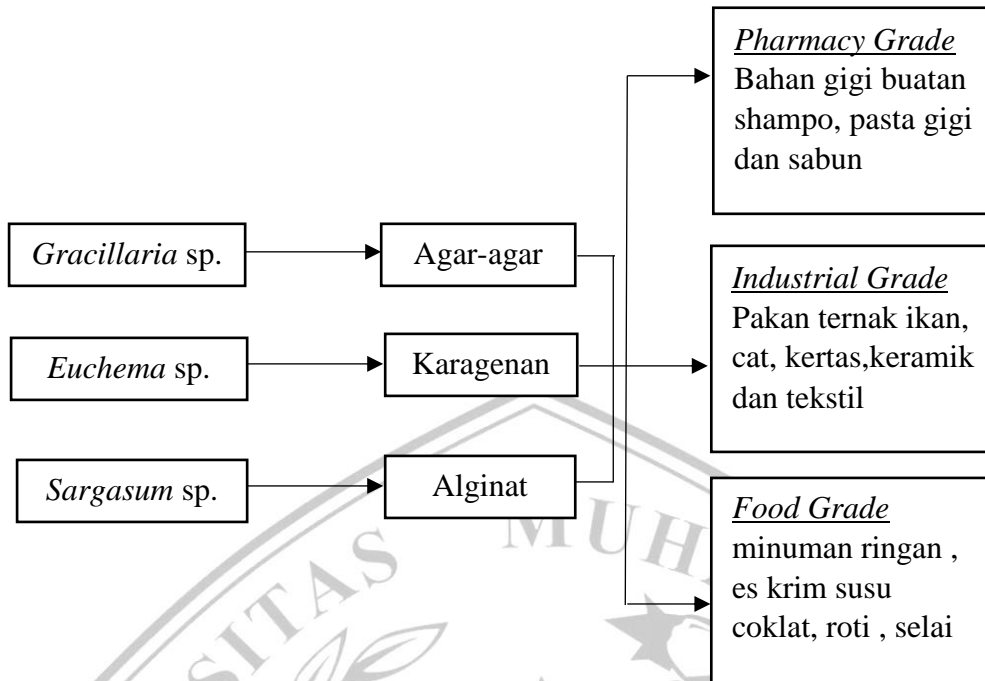 Gracillaria sp.
Agar-agar
Euchema sp.
Karagenan
Sargasum sp.
Alginat
Pharmacy Grade
Bahan gigi buatan
shampo, pasta gigi
dan sabun
Industrial Grade
Pakan ternak ikan,
cat, kertas,keramik
dan tekstil
Food Grade
minuman ringan ,
es krim susu
coklat, roti , selai
SITAS MUH